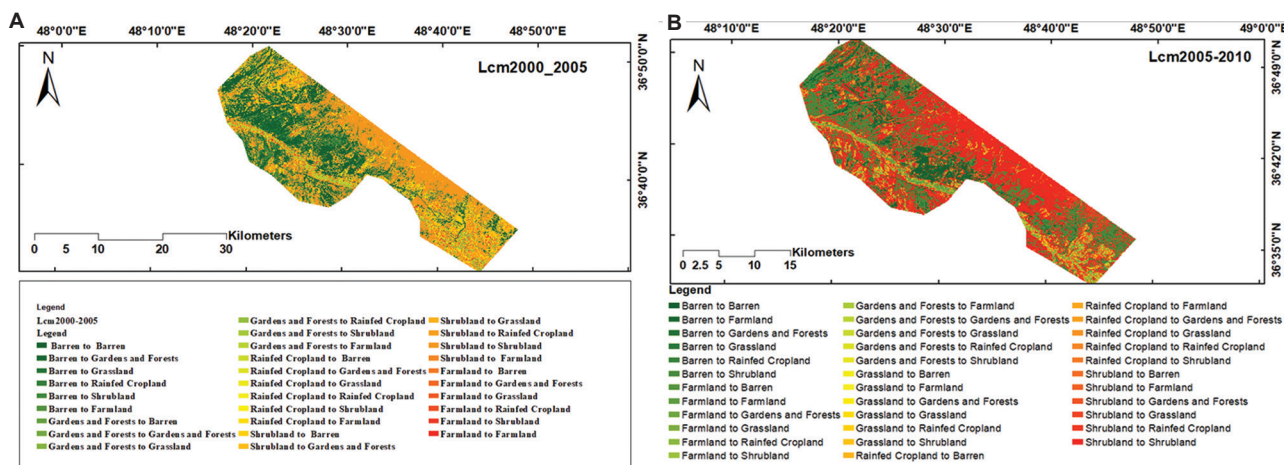 A
48°0'0"E 48°10'0"E 48°20'0"E 48°30'0"E 48°40'0"E 48°50'0"E
N
Lcm2000_2005
36°50'0"N
36°40'0"N
Kilometers
0 5 10 20 30
Legend
Lcm2000-2005
Legend
Barren to Barren
Barren to Gardens and Forests
Barren to Grassland
Barren to Rainfed Cropland
Barren to Shrubland
Barren to Farmland
Gardens and Forests to Barren
Gardens and Forests to Gardens and Forests
Gardens and Forests to Grassland
Gardens and Forests to Rainfed Cropland
Gardens and Forests to Shrubland
Gardens and Forests to Farmland
Rainfed Cropland to Barren
Rainfed Cropland to Gardens and Forests
Rainfed Cropland to Grassland
Rainfed Cropland to Rainfed Cropland
Rainfed Cropland to Shrubland
Rainfed Cropland to Farmland
Shrubland to Barren
Shrubland to Gardens and Forests
Shrubland to Grassland
Shrubland to Rainfed Cropland
Shrubland to Shrubland
Shrubland to Farmland
Farmland to Barren
Farmland to Gardens and Forests
Farmland to Grassland
Farmland to Rainfed Cropland
Farmland to Shrubland
Farmland to Farmland
B
48°10'0"E 48°20'0"E 48°30'0"E 48°40'0"E 48°50'0"E 49°0'0"E
N
Lcm2005-2010
36°49'0"N
36°42'0"N
36°35'0"N
Kilometers
0 2.5 5 10 15
Legend
Barren to Barren
Barren to Farmland
Barren to Gardens and Forests
Barren to Grassland
Barren to Rainfed Cropland
Barren to Shrubland
Farmland to Barren
Farmland to Farmland
Farmland to Gardens and Forests
Farmland to Grassland
Farmland to Rainfed Cropland
Farmland to Shrubland
Gardens and Forests to Farmland
Gardens and Forests to Gardens and Forests
Gardens and Forests to Grassland
Gardens and Forests to Rainfed Cropland
Gardens and Forests to Shrubland
Grassland to Barren
Grassland to Farmland
Grassland to Gardens and Forests
Grassland to Grassland
Grassland to Rainfed Cropland
Grassland to Shrubland
Rainfed Cropland to Barren
Rainfed Cropland to Farmland
Rainfed Cropland to Gardens and Forests
Rainfed Cropland to Grassland
Rainfed Cropland to Rainfed Cropland
Rainfed Cropland to Shrubland
Shrubland to Barren
Shrubland to Farmland
Shrubland to Gardens and Forests
Shrubland to Grassland
Shrubland to Rainfed Cropland
Shrubland to Shrubland